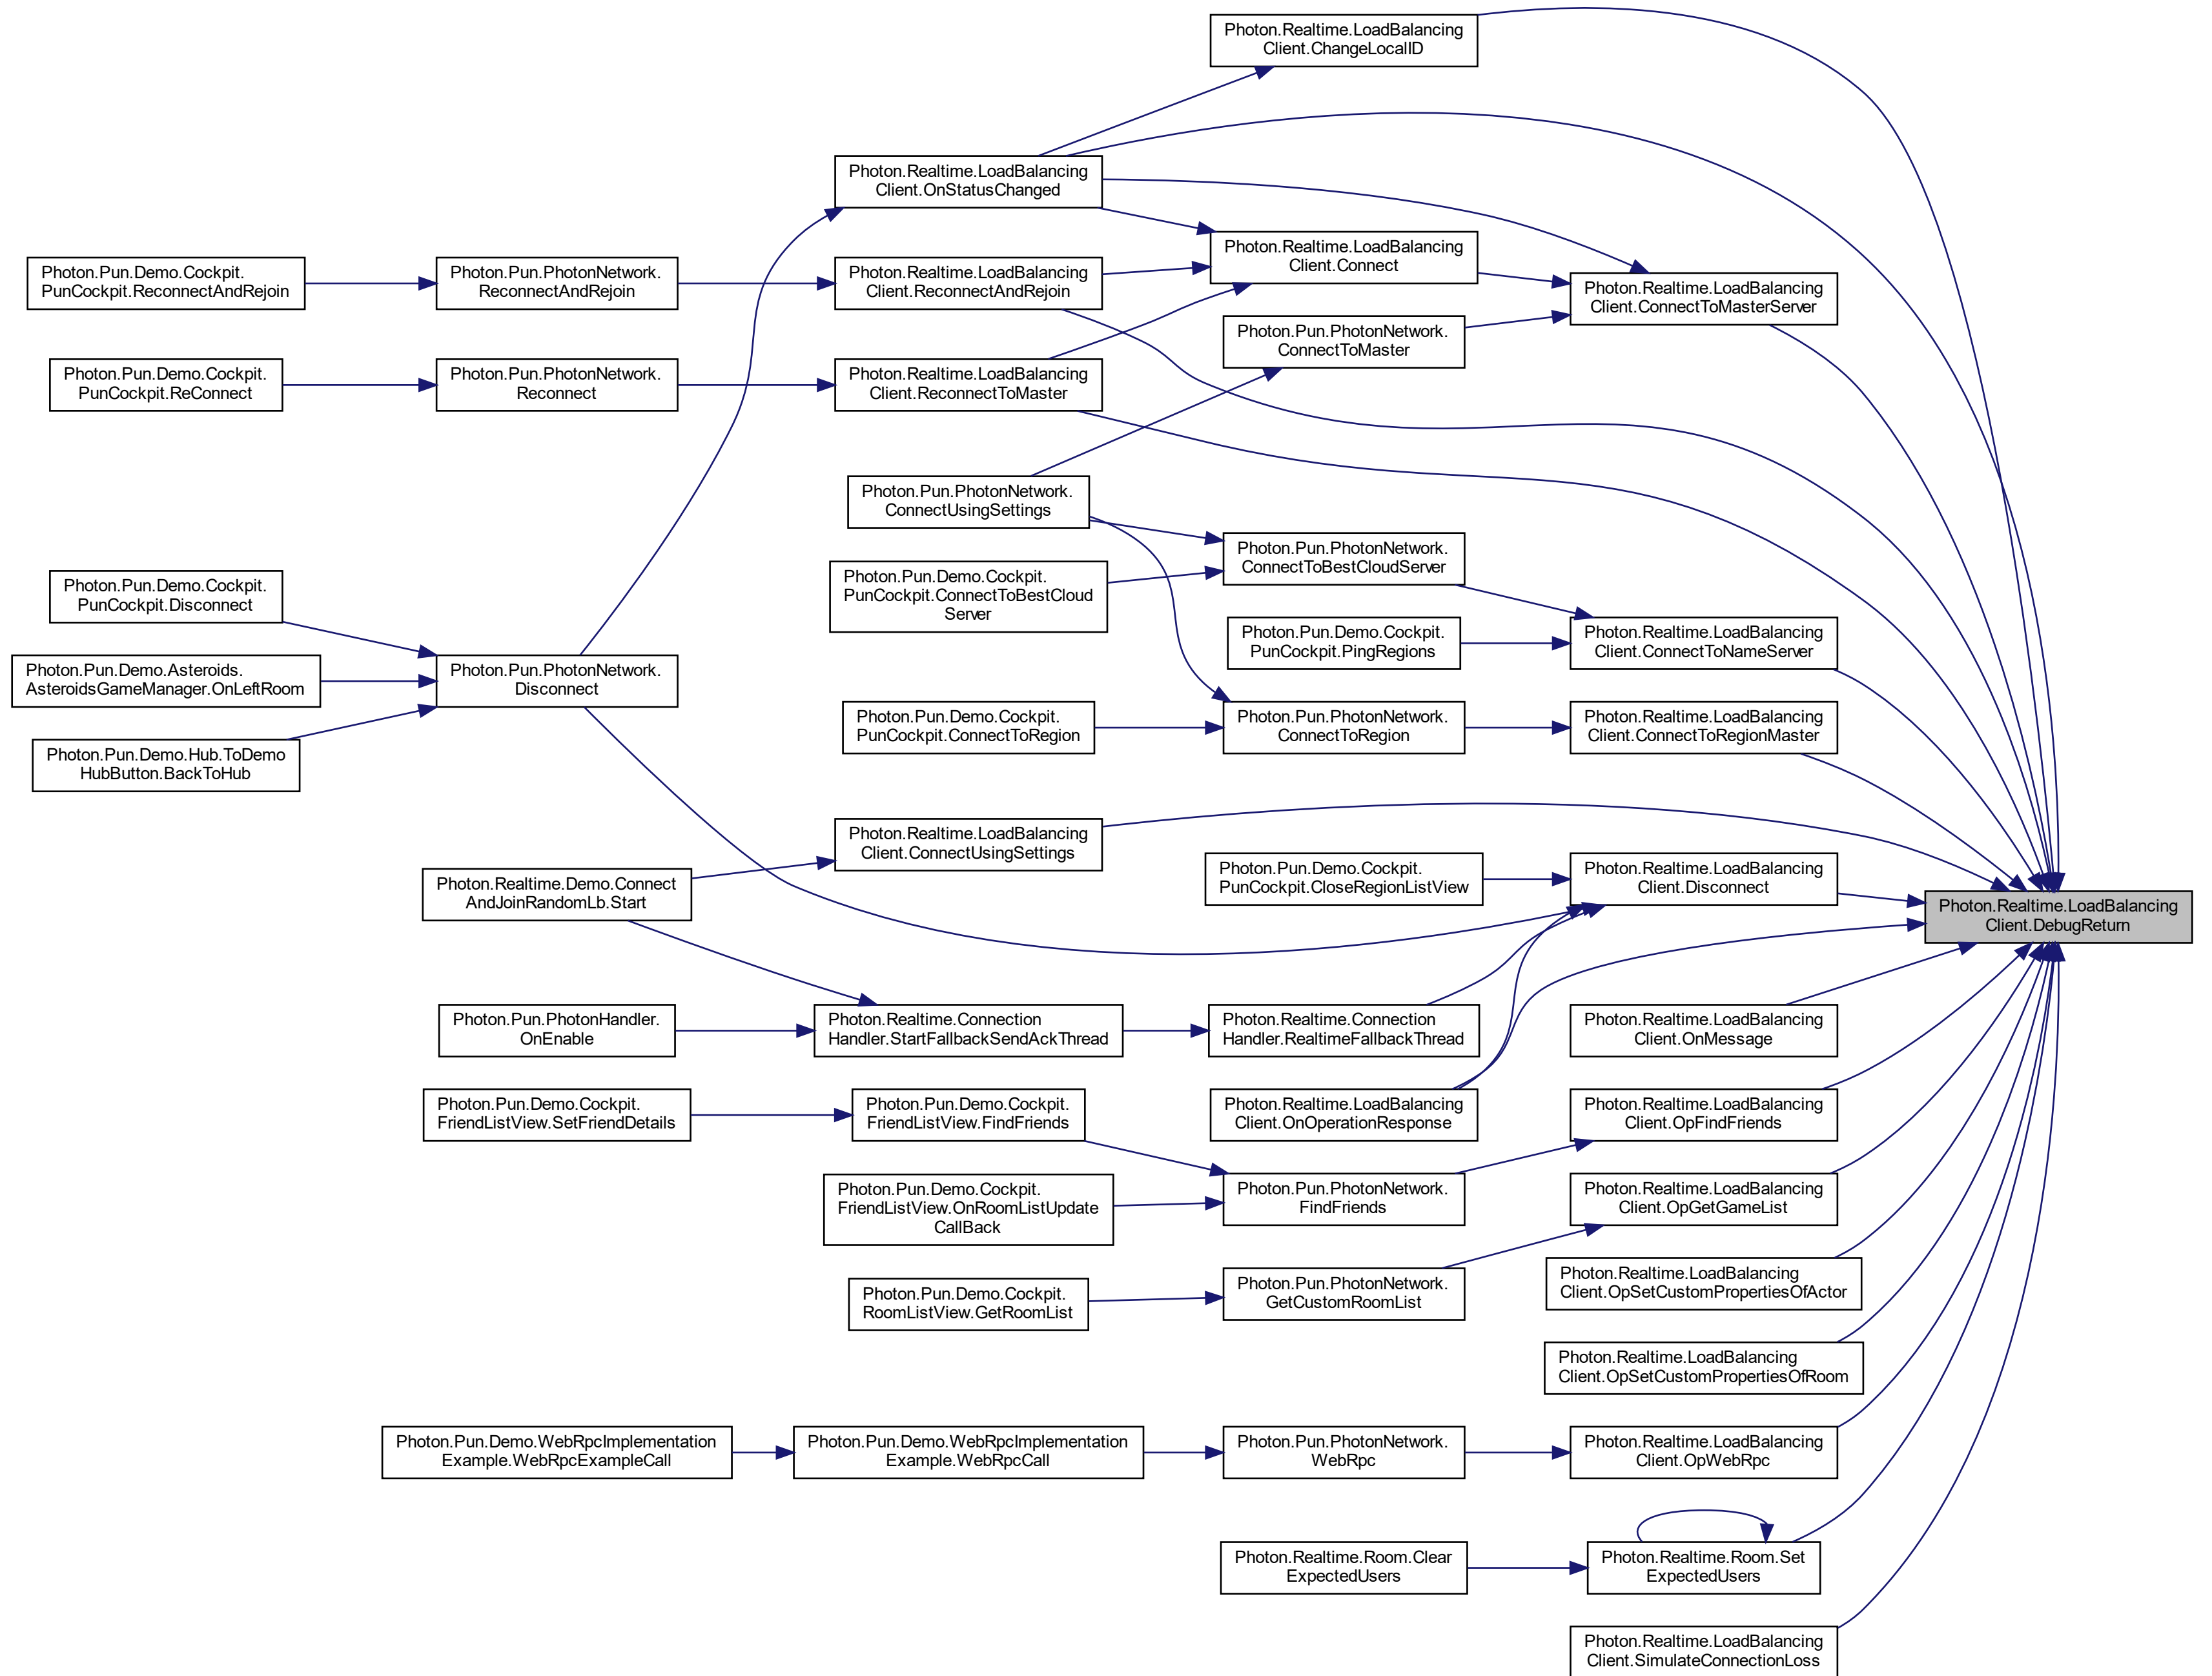 Photon.Realtime.LoadBalancing
Client.ChangeLocalID
Photon.Realtime.LoadBalancing
Client.OnStatusChanged
Photon.Realtime.LoadBalancing
Client.Connect
Photon.Pun.Demo.Cockpit.
PunCockpit.ReconnectAndRejoin
Photon.Pun.PhotonNetwork.
ReconnectAndRejoin
Photon.Realtime.LoadBalancing
Client.ReconnectAndRejoin
Photon.Realtime.LoadBalancing
Client.ConnectToMasterServer
Photon.Pun.PhotonNetwork.
ConnectToMaster
Photon.Pun.Demo.Cockpit.
PunCockpit.ReConnect
Photon.Pun.PhotonNetwork.
Reconnect
Photon.Realtime.LoadBalancing
Client.ReconnectToMaster
Photon.Pun.PhotonNetwork.
ConnectUsingSettings
Photon.Pun.PhotonNetwork.
ConnectToBestCloudServer
Photon.Pun.Demo.Cockpit.
PunCockpit.ConnectToBestCloud
Server
Photon.Pun.Demo.Cockpit.
PunCockpit.Disconnect
Photon.Pun.Demo.Cockpit.
PunCockpit.PingRegions
Photon.Realtime.LoadBalancing
Client.ConnectToNameServer
Photon.Pun.Demo.Asteroids.
AsteroidsGameManager.OnLeftRoom
Photon.Pun.PhotonNetwork.
Disconnect
Photon.Pun.Demo.Cockpit.
PunCockpit.ConnectToRegion
Photon.Pun.PhotonNetwork.
ConnectToRegion
Photon.Realtime.LoadBalancing
Client.ConnectToRegionMaster
Photon.Pun.Demo.Hub.ToDemo
HubButton.BackToHub
Photon.Realtime.LoadBalancing
Client.ConnectUsingSettings
Photon.Pun.Demo.Cockpit.
PunCockpit.CloseRegionListView
Photon.Realtime.LoadBalancing
Client.Disconnect
Photon.Realtime.Demo.Connect
AndJoinRandomLb.Start
Photon.Realtime.LoadBalancing
Client.DebugReturn
Photon.Pun.PhotonHandler.
OnEnable
Photon.Realtime.Connection
Handler.StartFallbackSendAckThread
Photon.Realtime.Connection
Handler.RealtimeFallbackThread
Photon.Realtime.LoadBalancing
Client.OnMessage
Photon.Pun.Demo.Cockpit.
FriendListView.SetFriendDetails
Photon.Pun.Demo.Cockpit.
FriendListView.FindFriends
Photon.Realtime.LoadBalancing
Client.OnOperationResponse
Photon.Realtime.LoadBalancing
Client.OpFindFriends
Photon.Pun.Demo.Cockpit.
FriendListView.OnRoomListUpdate
CallBack
Photon.Pun.PhotonNetwork.
FindFriends
Photon.Realtime.LoadBalancing
Client.OpGetGameList
Photon.Pun.Demo.Cockpit.
RoomListView.GetRoomList
Photon.Pun.PhotonNetwork.
GetCustomRoomList
Photon.Realtime.LoadBalancing
Client.OpSetCustomPropertiesOfActor
Photon.Realtime.LoadBalancing
Client.OpSetCustomPropertiesOfRoom
Photon.Pun.Demo.WebRpcImplementation
Example.WebRpcExampleCall
Photon.Pun.Demo.WebRpcImplementation
Example.WebRpcCall
Photon.Pun.PhotonNetwork.
WebRpc
Photon.Realtime.LoadBalancing
Client.OpWebRpc
Photon.Realtime.Room.Clear
ExpectedUsers
Photon.Realtime.Room.Set
ExpectedUsers
Photon.Realtime.LoadBalancing
Client.SimulateConnectionLoss